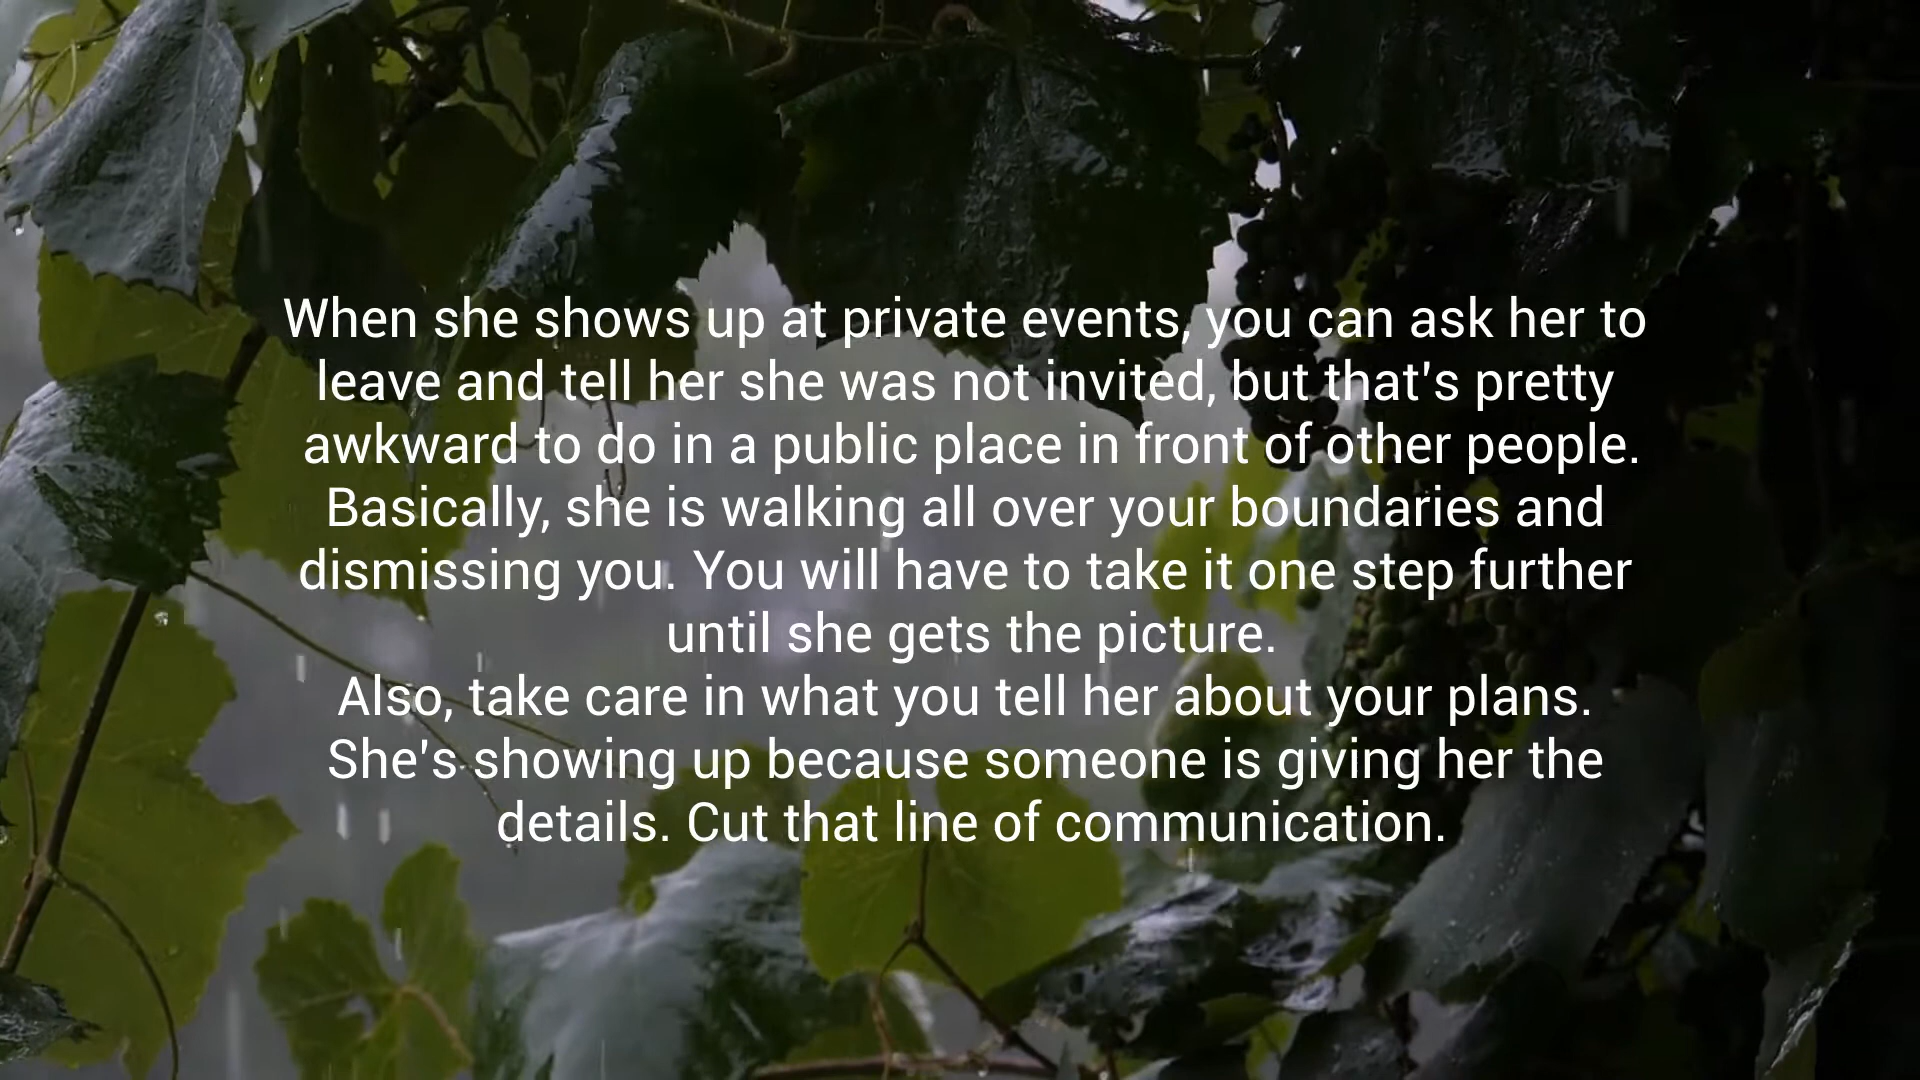 When she shows up at private events, you can ask her to
leave and tell her she was not invited, but that's pretty
awkward to do in a public place in front of other people.
Basically, she is walking all over your boundaries and
dismissing you. You will have to take it one step further
until she gets the picture.
Also, take care in what you tell her about your plans.
She's showing up because someone is giving her the
details. Cut that line of communication.